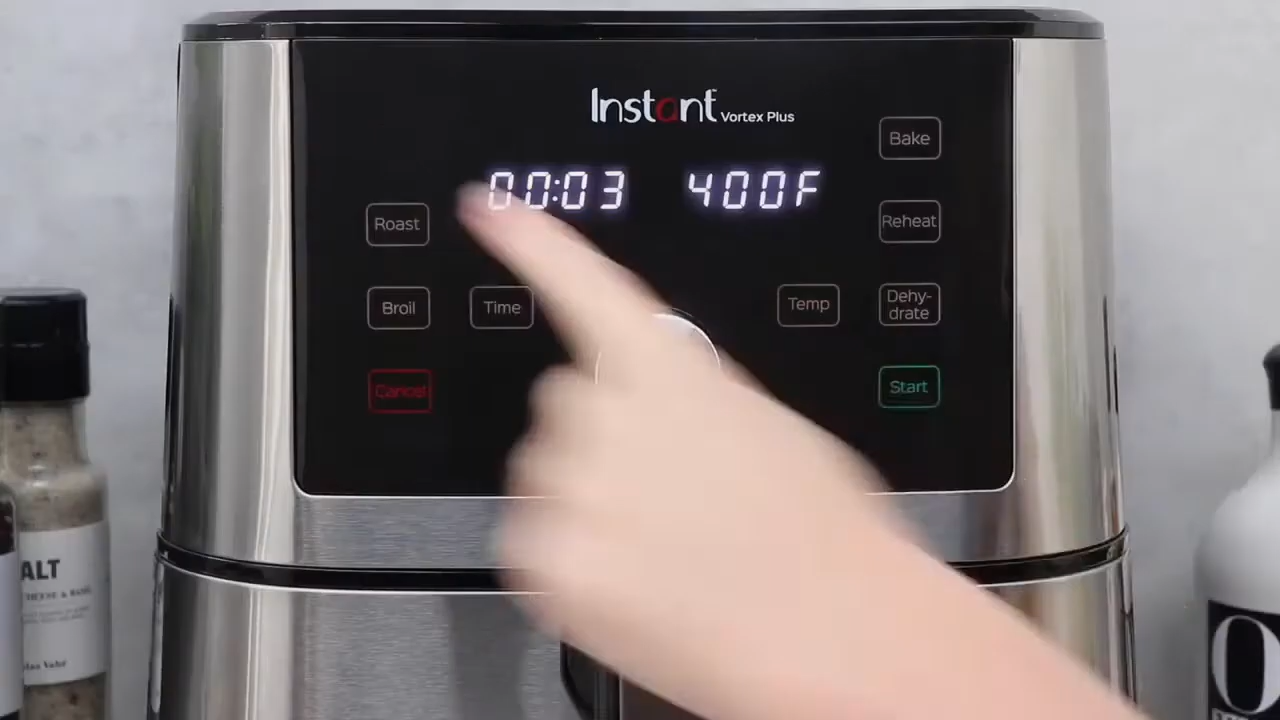 Instant Vortex Plus
Bake
00:03 400F
Roast
Reheat
Broil
Time
Temp
Dehy-
drate
Cancel
Start
ALT